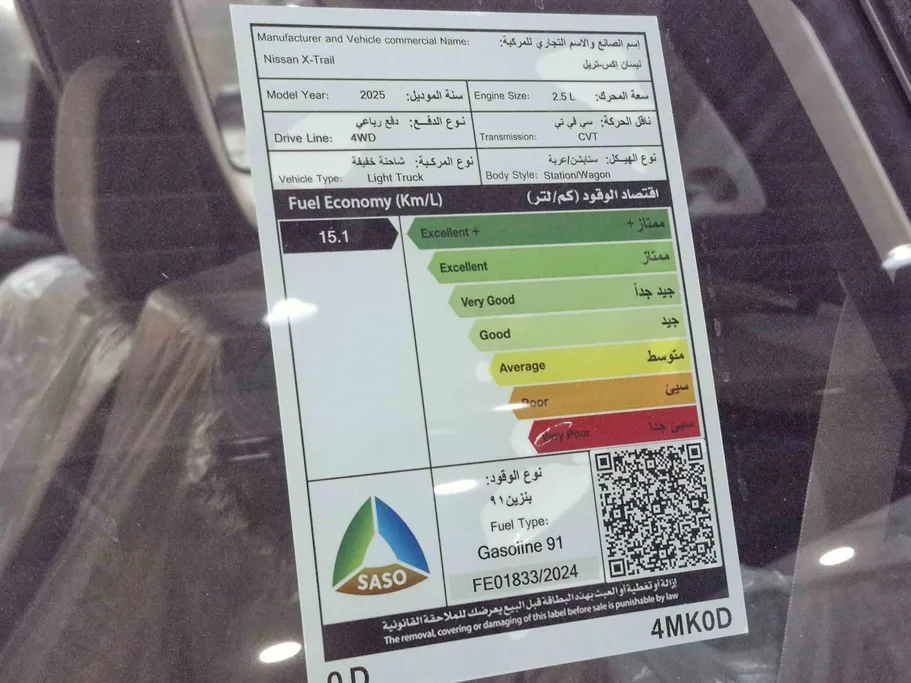 Manufacturer and Vehicle commercial Name: إسم الصانع والاسم التجاري للمركبة:
Nissan X-Trail نيسان إكس-تريل
Model Year: 2025 سنة الموديل: Engine Size: 2.5 L سعة المحرك:
نوع الدفـع: دفع رباعي ناقل الحركة: سي في تي
Drive Line: 4WD Transmission: CVT
نوع المركبة: شاحنة خفيفة نوع الهيـكل: ستايشن/عربة
Vehicle Type: Light Truck Body Style: Station/Wagon
Fuel Economy (Km/L) اقتصاد الوقود (كم/لتر)
15.1
Excellent + ممتاز +
Excellent ممتاز
Very Good جيد جداً
Good جيد
Average متوسط
Poor سيئ
Very Poor سيئ جداً
نوع الوقود:
بنزين ٩١
Fuel Type:
Gasoline 91
FE01833/2024
SASO
إزالة أو تغطية أو العبث بهذه البطاقة قبل البيع يعرضك للملاحقة القانونية
The removal, covering or damaging of this label before sale is punishable by law
4MK0D
0D